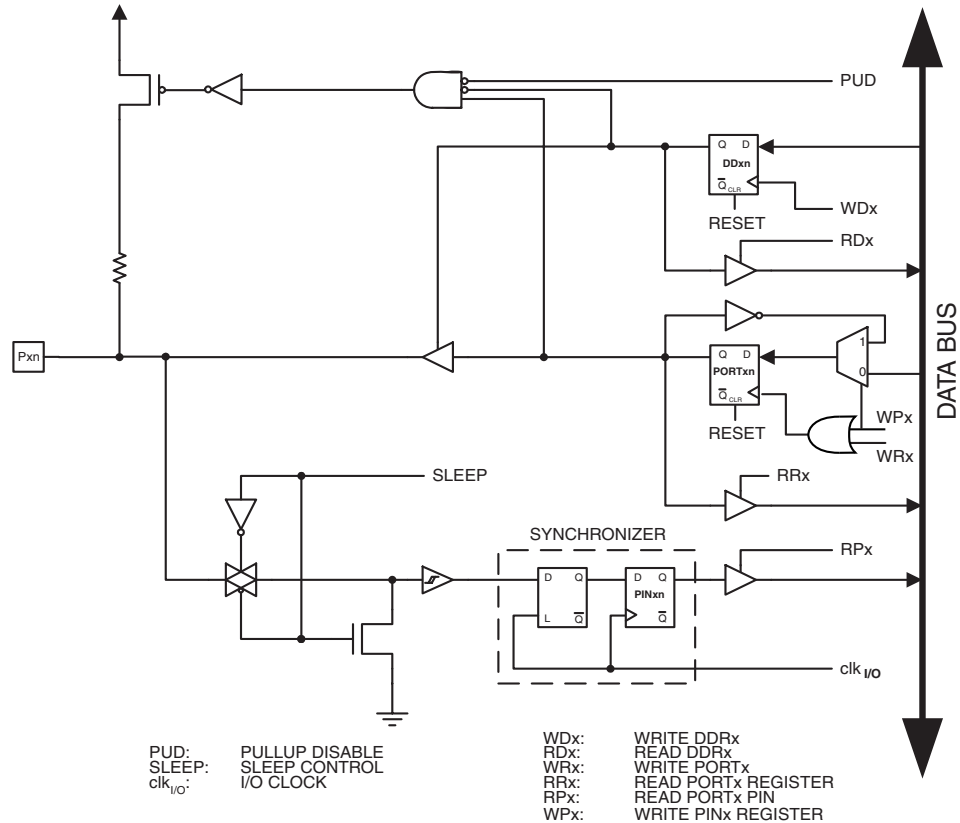 PUD
Q D
DDxn
Q CLR
WDx
RESET
RDx
Pxn
1
Q D
PORTxn
0
Q CLR
WPx
RESET
WRx
DATA BUS
SLEEP
RRx
SYNCHRONIZER
RPx
D Q
D Q
PINxn
L Q
Q
clk I/O
PUD: PULLUP DISABLE
SLEEP: SLEEP CONTROL
clkI/O: I/O CLOCK
WDx: WRITE DDRx
RDx: READ DDRx
WRx: WRITE PORTx
RRx: READ PORTx REGISTER
RPx: READ PORTx PIN
WPx: WRITE PINx REGISTER